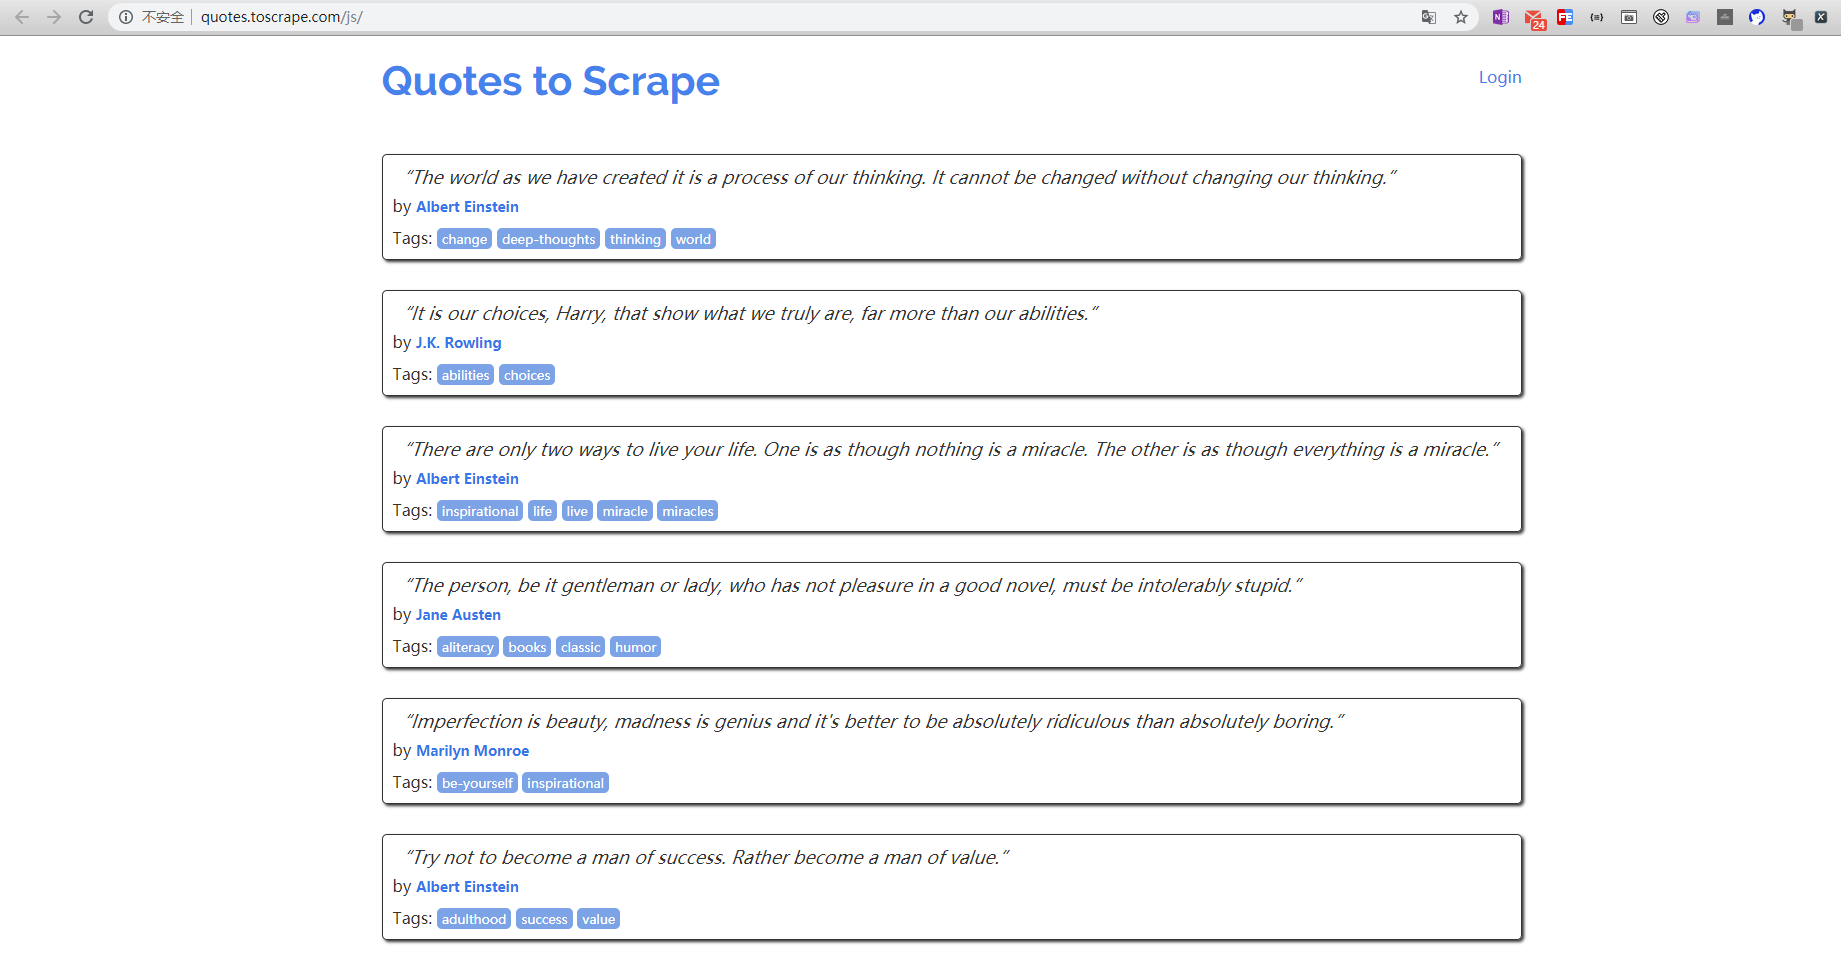 不安全 quotes.toscrape.com/js/
24
FE
Quotes to Scrape
Login
“The world as we have created it is a process of our thinking. It cannot be changed without changing our thinking.”
by Albert Einstein
Tags: change deep-thoughts thinking world
“It is our choices, Harry, that show what we truly are, far more than our abilities.”
by J.K. Rowling
Tags: abilities choices
“There are only two ways to live your life. One is as though nothing is a miracle. The other is as though everything is a miracle.”
by Albert Einstein
Tags: inspirational life live miracle miracles
“The person, be it gentleman or lady, who has not pleasure in a good novel, must be intolerably stupid.”
by Jane Austen
Tags: aliteracy books classic humor
“Imperfection is beauty, madness is genius and it's better to be absolutely ridiculous than absolutely boring.”
by Marilyn Monroe
Tags: be-yourself inspirational
“Try not to become a man of success. Rather become a man of value.”
by Albert Einstein
Tags: adulthood success value